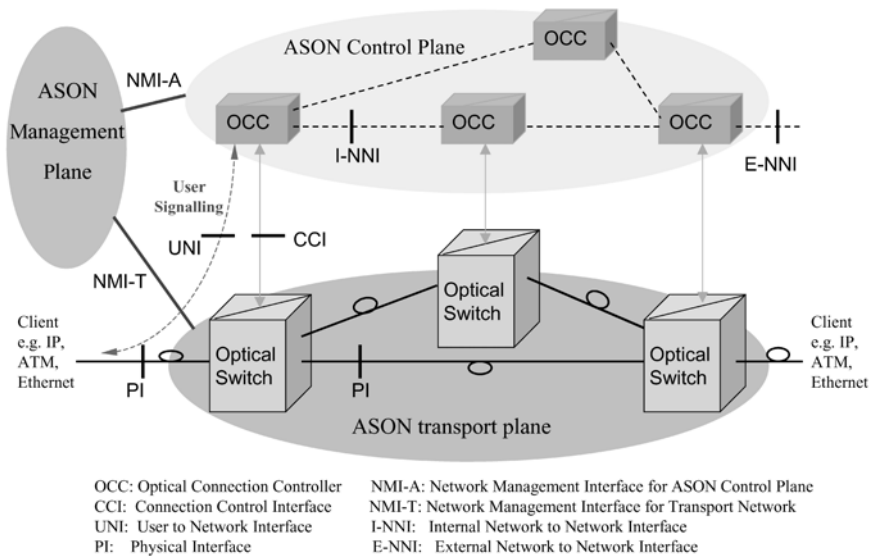 ASON Control Plane
OCC
NMI-A
ASON
Management
Plane
OCC
OCC
OCC
I-NNI
E-NNI
User
Signalling
UNI
CCI
NMI-T
Optical
Switch
Client
e.g. IP,
ATM,
Ethernet
Optical
Switch
Optical
Switch
Client
e.g. IP,
ATM,
Ethernet
PI
PI
ASON transport plane
OCC: Optical Connection Controller
NMI-A: Network Management Interface for ASON Control Plane
CCI: Connection Control Interface
NMI-T: Network Management Interface for Transport Network
UNI: User to Network Interface
I-NNI: Internal Network to Network Interface
PI: Physical Interface
E-NNI: External Network to Network Interface